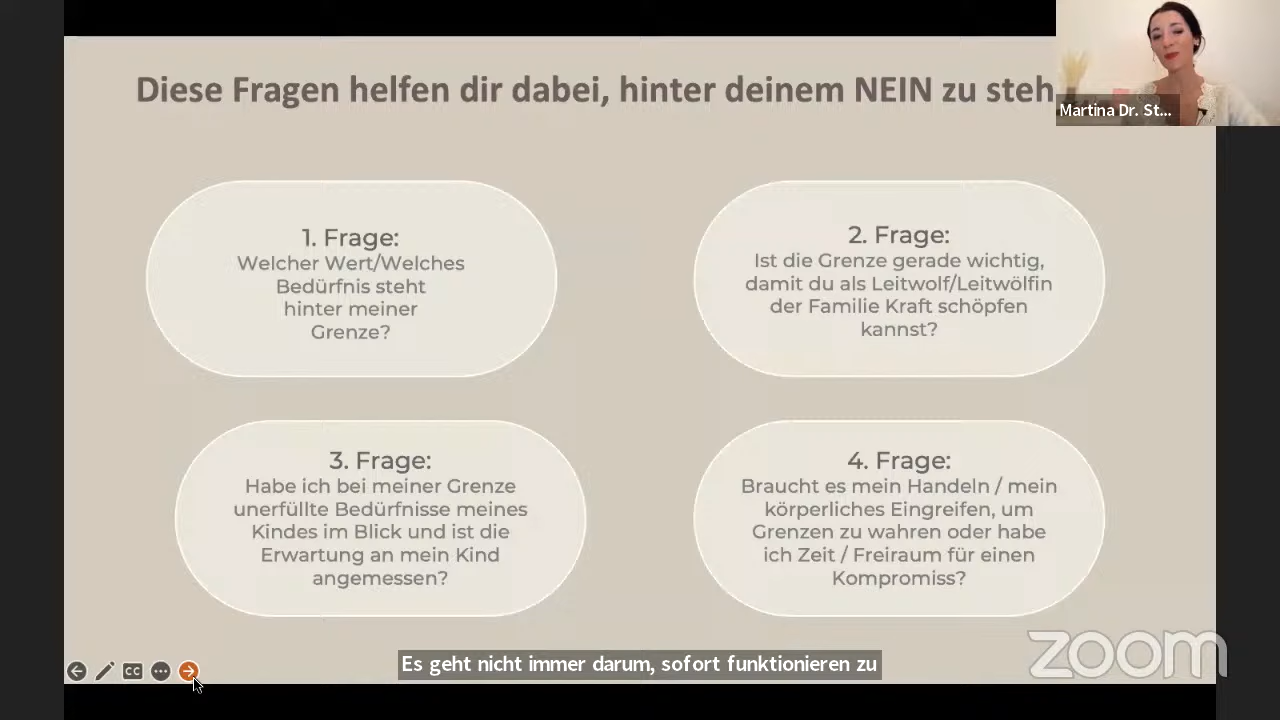 Diese Fragen helfen dir dabei, hinter deinem NEIN zu steh
Martina Dr. St...
1. Frage:
Welcher Wert/Welches
Bedürfnis steht
hinter meiner
Grenze?
2. Frage:
Ist die Grenze gerade wichtig,
damit du als Leitwolf/Leitwölfin
der Familie Kraft schöpfen
kannst?
3. Frage:
Habe ich bei meiner Grenze
unerfüllte Bedürfnisse meines
Kindes im Blick und ist die
Erwartung an mein Kind
angemessen?
4. Frage:
Braucht es mein Handeln / mein
körperliches Eingreifen, um
Grenzen zu wahren oder habe
ich Zeit / Freiraum für einen
Kompromiss?
CC
Es geht nicht immer darum, sofort funktionieren zu
zoom